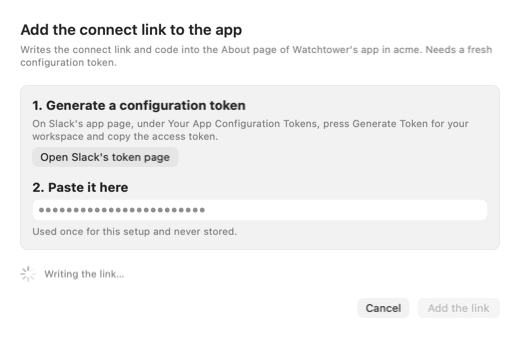 Add the connect link to the app
Writes the connect link and code into the About page of Watchtower's app in acme. Needs a fresh
configuration token.
1. Generate a configuration token
On Slack's app page, under Your App Configuration Tokens, press Generate Token for your
workspace and copy the access token.
Open Slack's token page
2. Paste it here
••••••••••••••••••••••••
Used once for this setup and never stored.
Writing the link...
Cancel
Add the link